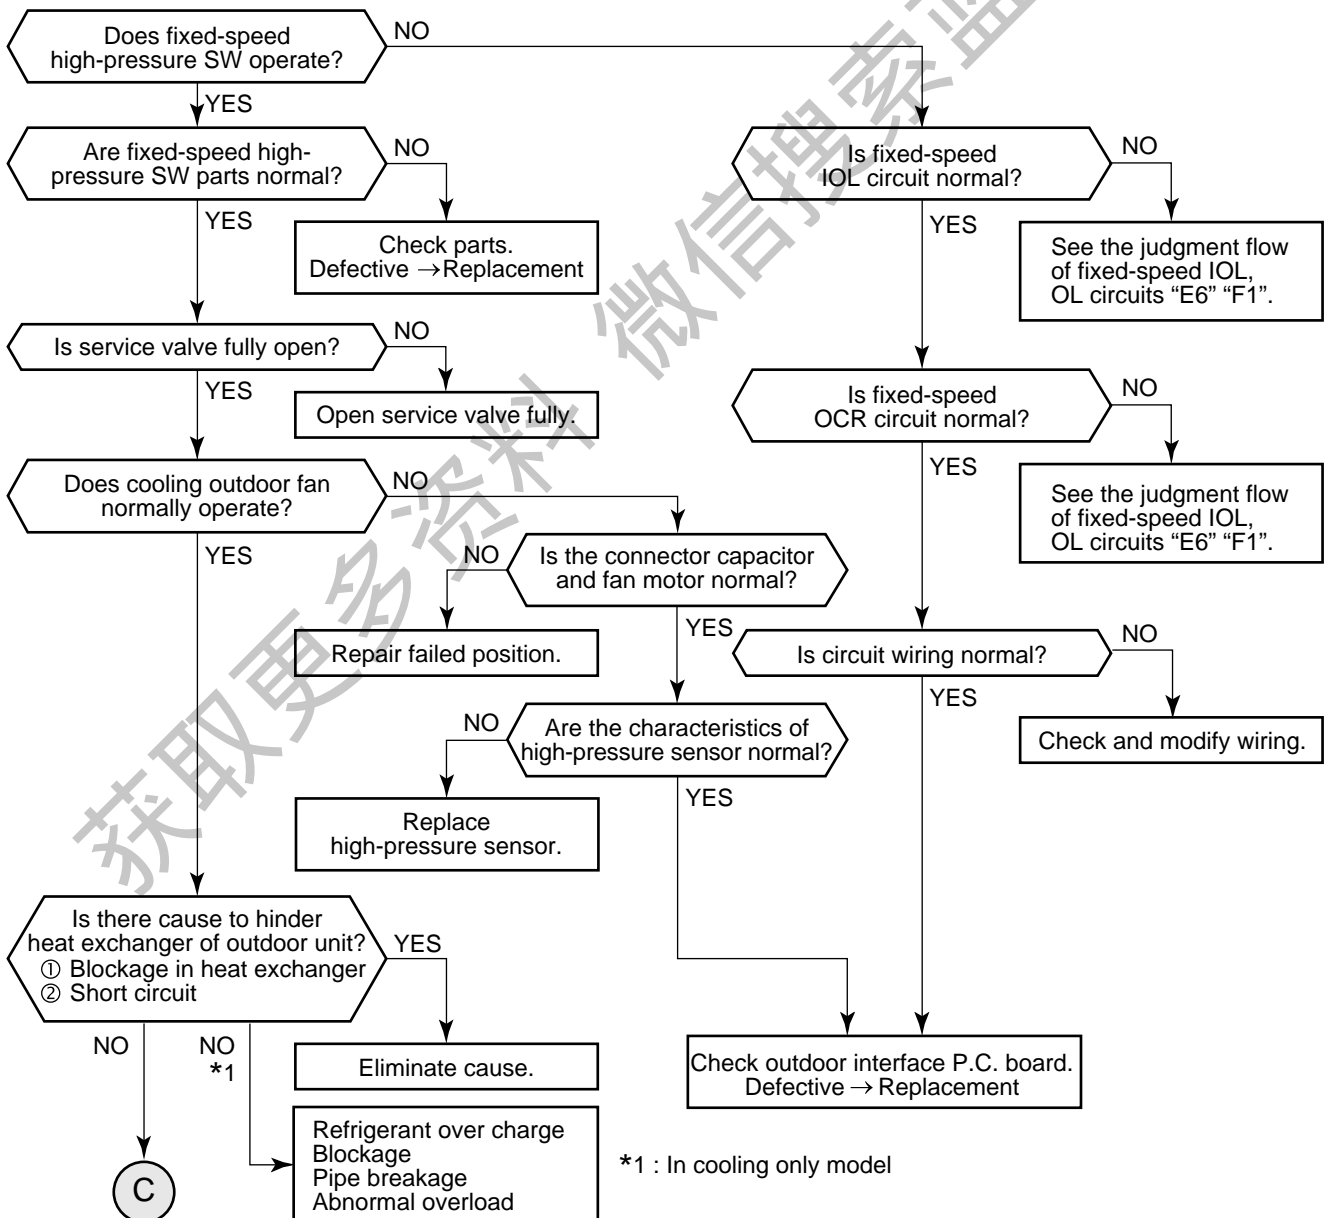 Does fixed-speed
high-pressure SW operate?
NO
YES
Are fixed-speed high-
pressure SW parts normal?
NO
YES
Check parts.
Defective → Replacement
Is service valve fully open?
NO
YES
Open service valve fully.
Does cooling outdoor fan
normally operate?
NO
YES
Is the connector capacitor
and fan motor normal?
NO
YES
Repair failed position.
Are the characteristics of
high-pressure sensor normal?
NO
YES
Replace
high-pressure sensor.
Is there cause to hinder
heat exchanger of outdoor unit?
① Blockage in heat exchanger
② Short circuit
YES
NO
NO
*1
Eliminate cause.
Refrigerant over charge
Blockage
Pipe breakage
Abnormal overload
C
*1 : In cooling only model
Is fixed-speed
IOL circuit normal?
NO
YES
See the judgment flow
of fixed-speed IOL,
OL circuits “E6” “F1”.
Is fixed-speed
OCR circuit normal?
NO
YES
See the judgment flow
of fixed-speed IOL,
OL circuits “E6” “F1”.
Is circuit wiring normal?
NO
YES
Check and modify wiring.
Check outdoor interface P.C. board.
Defective → Replacement
获取更多资料 微信搜索蓝